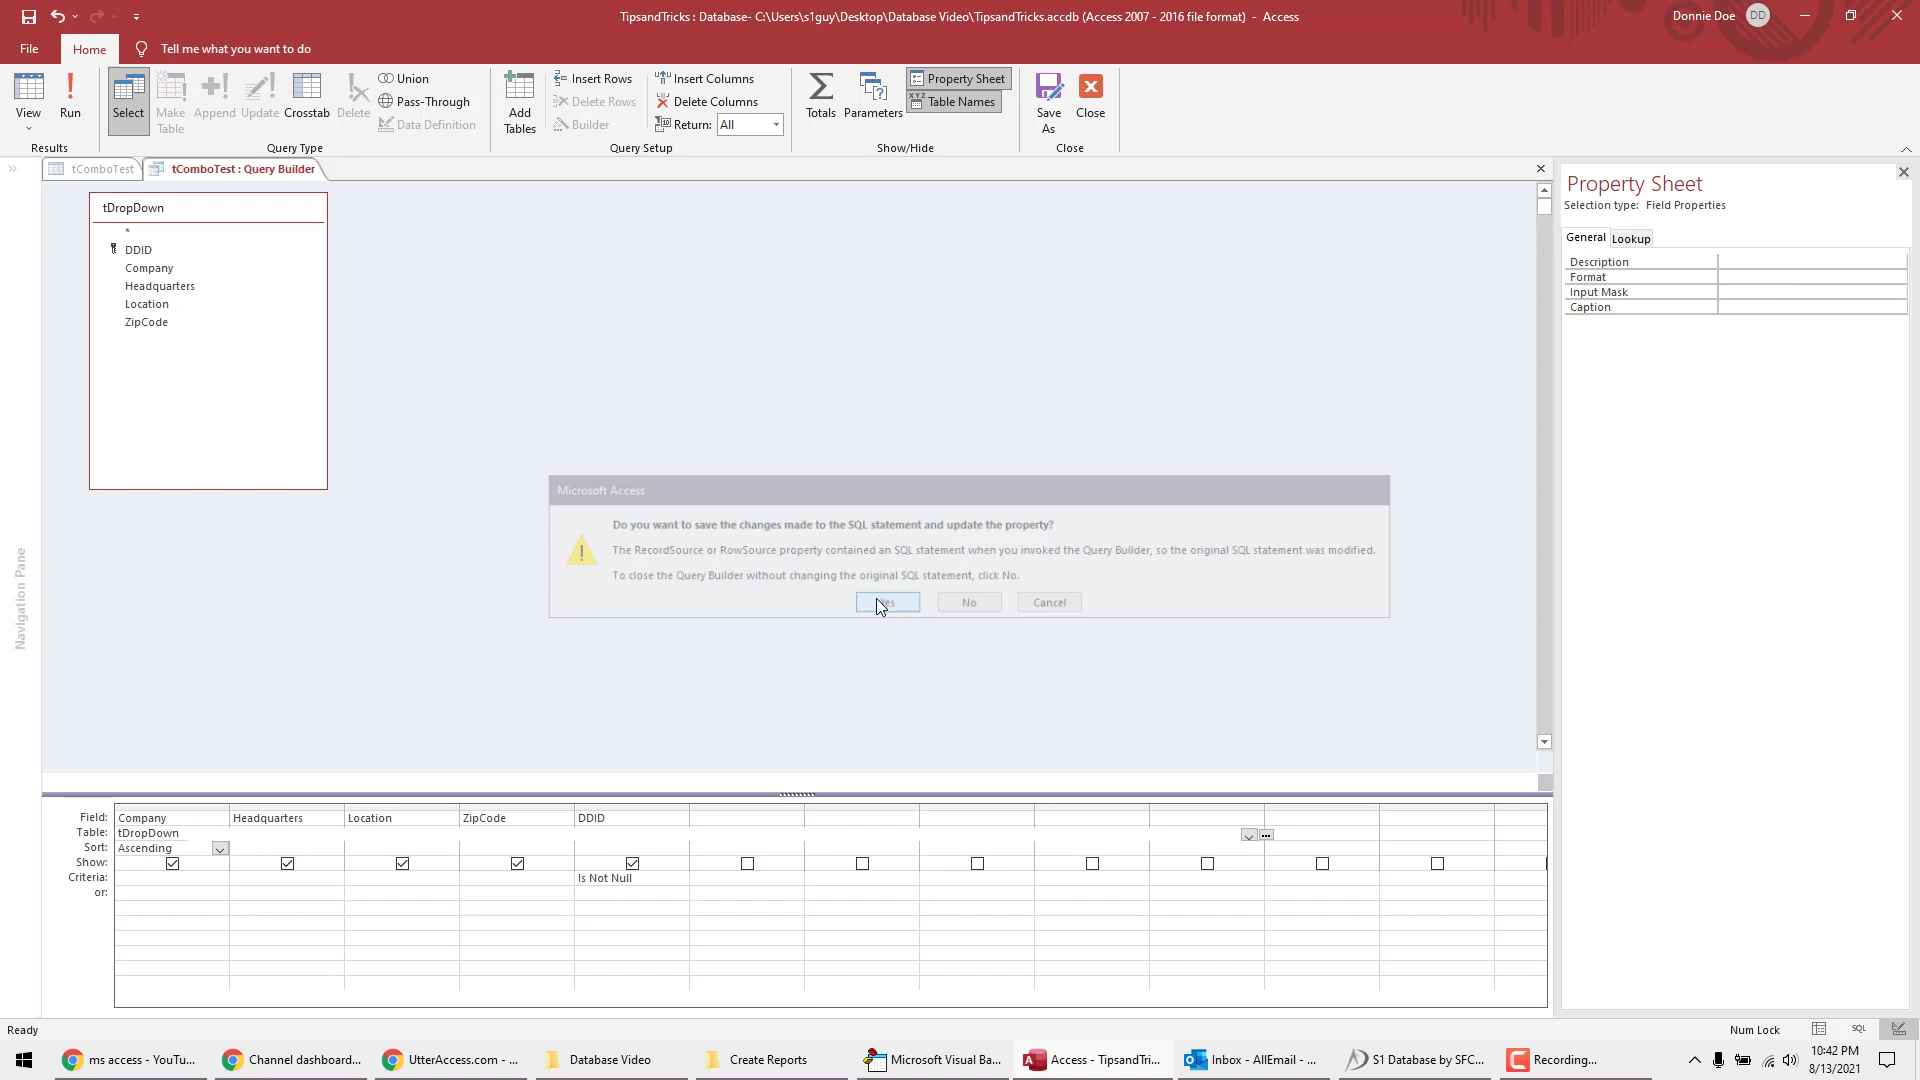 TipsandTricks : Database- C:\Users\s1guy\Desktop\Database Video\TipsandTricks.accdb (Access 2007 - 2016 file format)  -  Access
Donnie Doe
DD
File
Home
Tell me what you want to do
View
Run
Select
Make Table
Append
Update
Crosstab
Delete
Union
Pass-Through
Data Definition
Add Tables
Insert Rows
Delete Rows
Builder
Insert Columns
Delete Columns
Return: All
Totals
Parameters
Property Sheet
Table Names
Save As
Close
Results
Query Type
Query Setup
Show/Hide
Close
tComboTest
tComboTest : Query Builder
Navigation Pane
tDropDown
*
DDID
Company
Headquarters
Location
ZipCode
Microsoft Access
Do you want to save the changes made to the SQL statement and update the property?
The RecordSource or RowSource property contained an SQL statement when you invoked the Query Builder, so the original SQL statement was modified.
To close the Query Builder without changing the original SQL statement, click No.
Yes
No
Cancel
Property Sheet
Selection type: Field Properties
General
Lookup
Description
Format
Input Mask
Caption
Field: Company Headquarters Location ZipCode DDID
Table: tDropDown
Sort: Ascending
Show:
Criteria: Is Not Null
or:
Ready
Num Lock
SQL
ms access - YouTu...
Channel dashboard...
UtterAccess.com - ...
Database Video
Create Reports
Microsoft Visual Ba...
Access - TipsandTri...
Inbox - AllEmail - ...
S1 Database by SFC...
Recording...
10:42 PM
8/13/2021